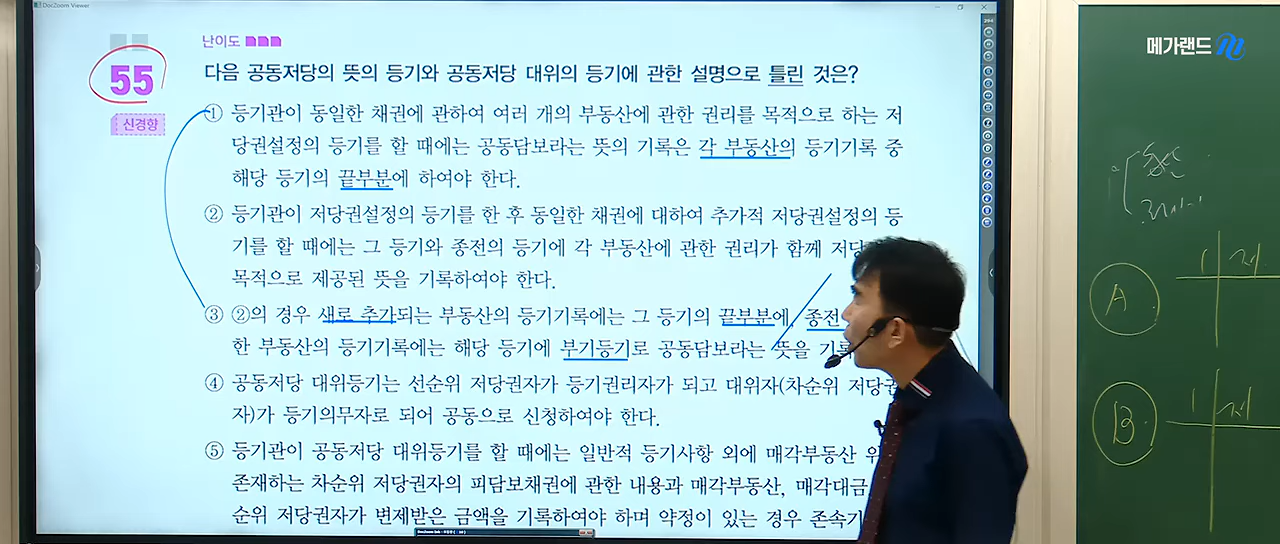 DocZoom Viewer
메가랜드
난이도
55
신경향
다음 공동저당의 뜻의 등기와 공동저당 대위의 등기에 관한 설명으로 틀린 것은?
① 등기관이 동일한 채권에 관하여 여러 개의 부동산에 관한 권리를 목적으로 하는 저
당권설정의 등기를 할 때에는 공동담보라는 뜻의 기록은 각 부동산의 등기기록 중
해당 등기의 끝부분에 하여야 한다.
② 등기관이 저당권설정의 등기를 한 후 동일한 채권에 대하여 추가적 저당권설정의 등
기를 할 때에는 그 등기와 종전의 등기에 각 부동산에 관한 권리가 함께 저당
목적으로 제공된 뜻을 기록하여야 한다.
③ ②의 경우 새로 추가되는 부동산의 등기기록에는 그 등기의 끝부분에, 종전
한 부동산의 등기기록에는 해당 등기에 부기등기로 공동담보라는 뜻을 기록
④ 공동저당 대위등기는 선순위 저당권자가 등기권리자가 되고 대위자(차순위 저당권
자)가 등기의무자로 되어 공동으로 신청하여야 한다.
⑤ 등기관이 공동저당 대위등기를 할 때에는 일반적 등기사항 외에 매각부동산 위
존재하는 차순위 저당권자의 피담보채권에 관한 내용과 매각부동산, 매각대금
순위 저당권자가 변제받은 금액을 기록하여야 하며 약정이 있는 경우 존속기
A
1 저
B
1 저